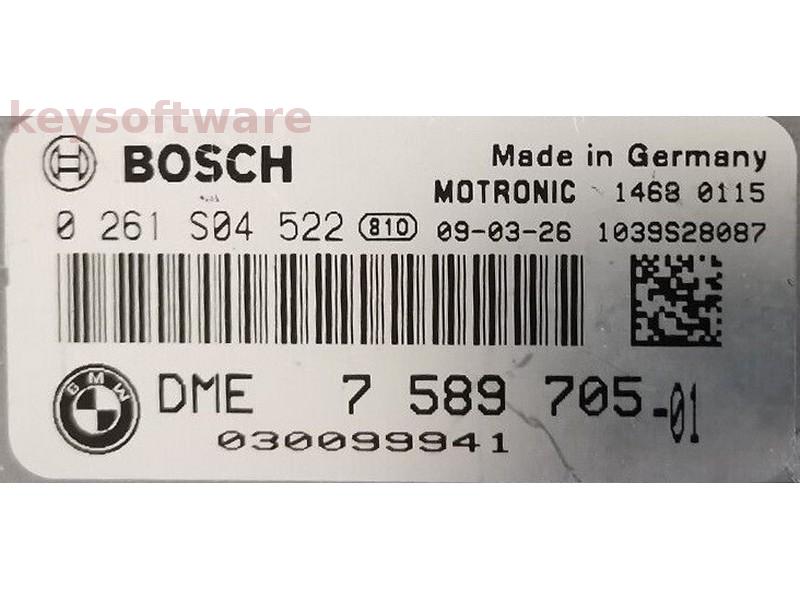 keysoftware
BOSCH
Made in Germany
MOTRONIC 1468 0115
0 261 S04 522 810 09-03-26 1039S28087
BMW
DME 7 589 705-01
030099941